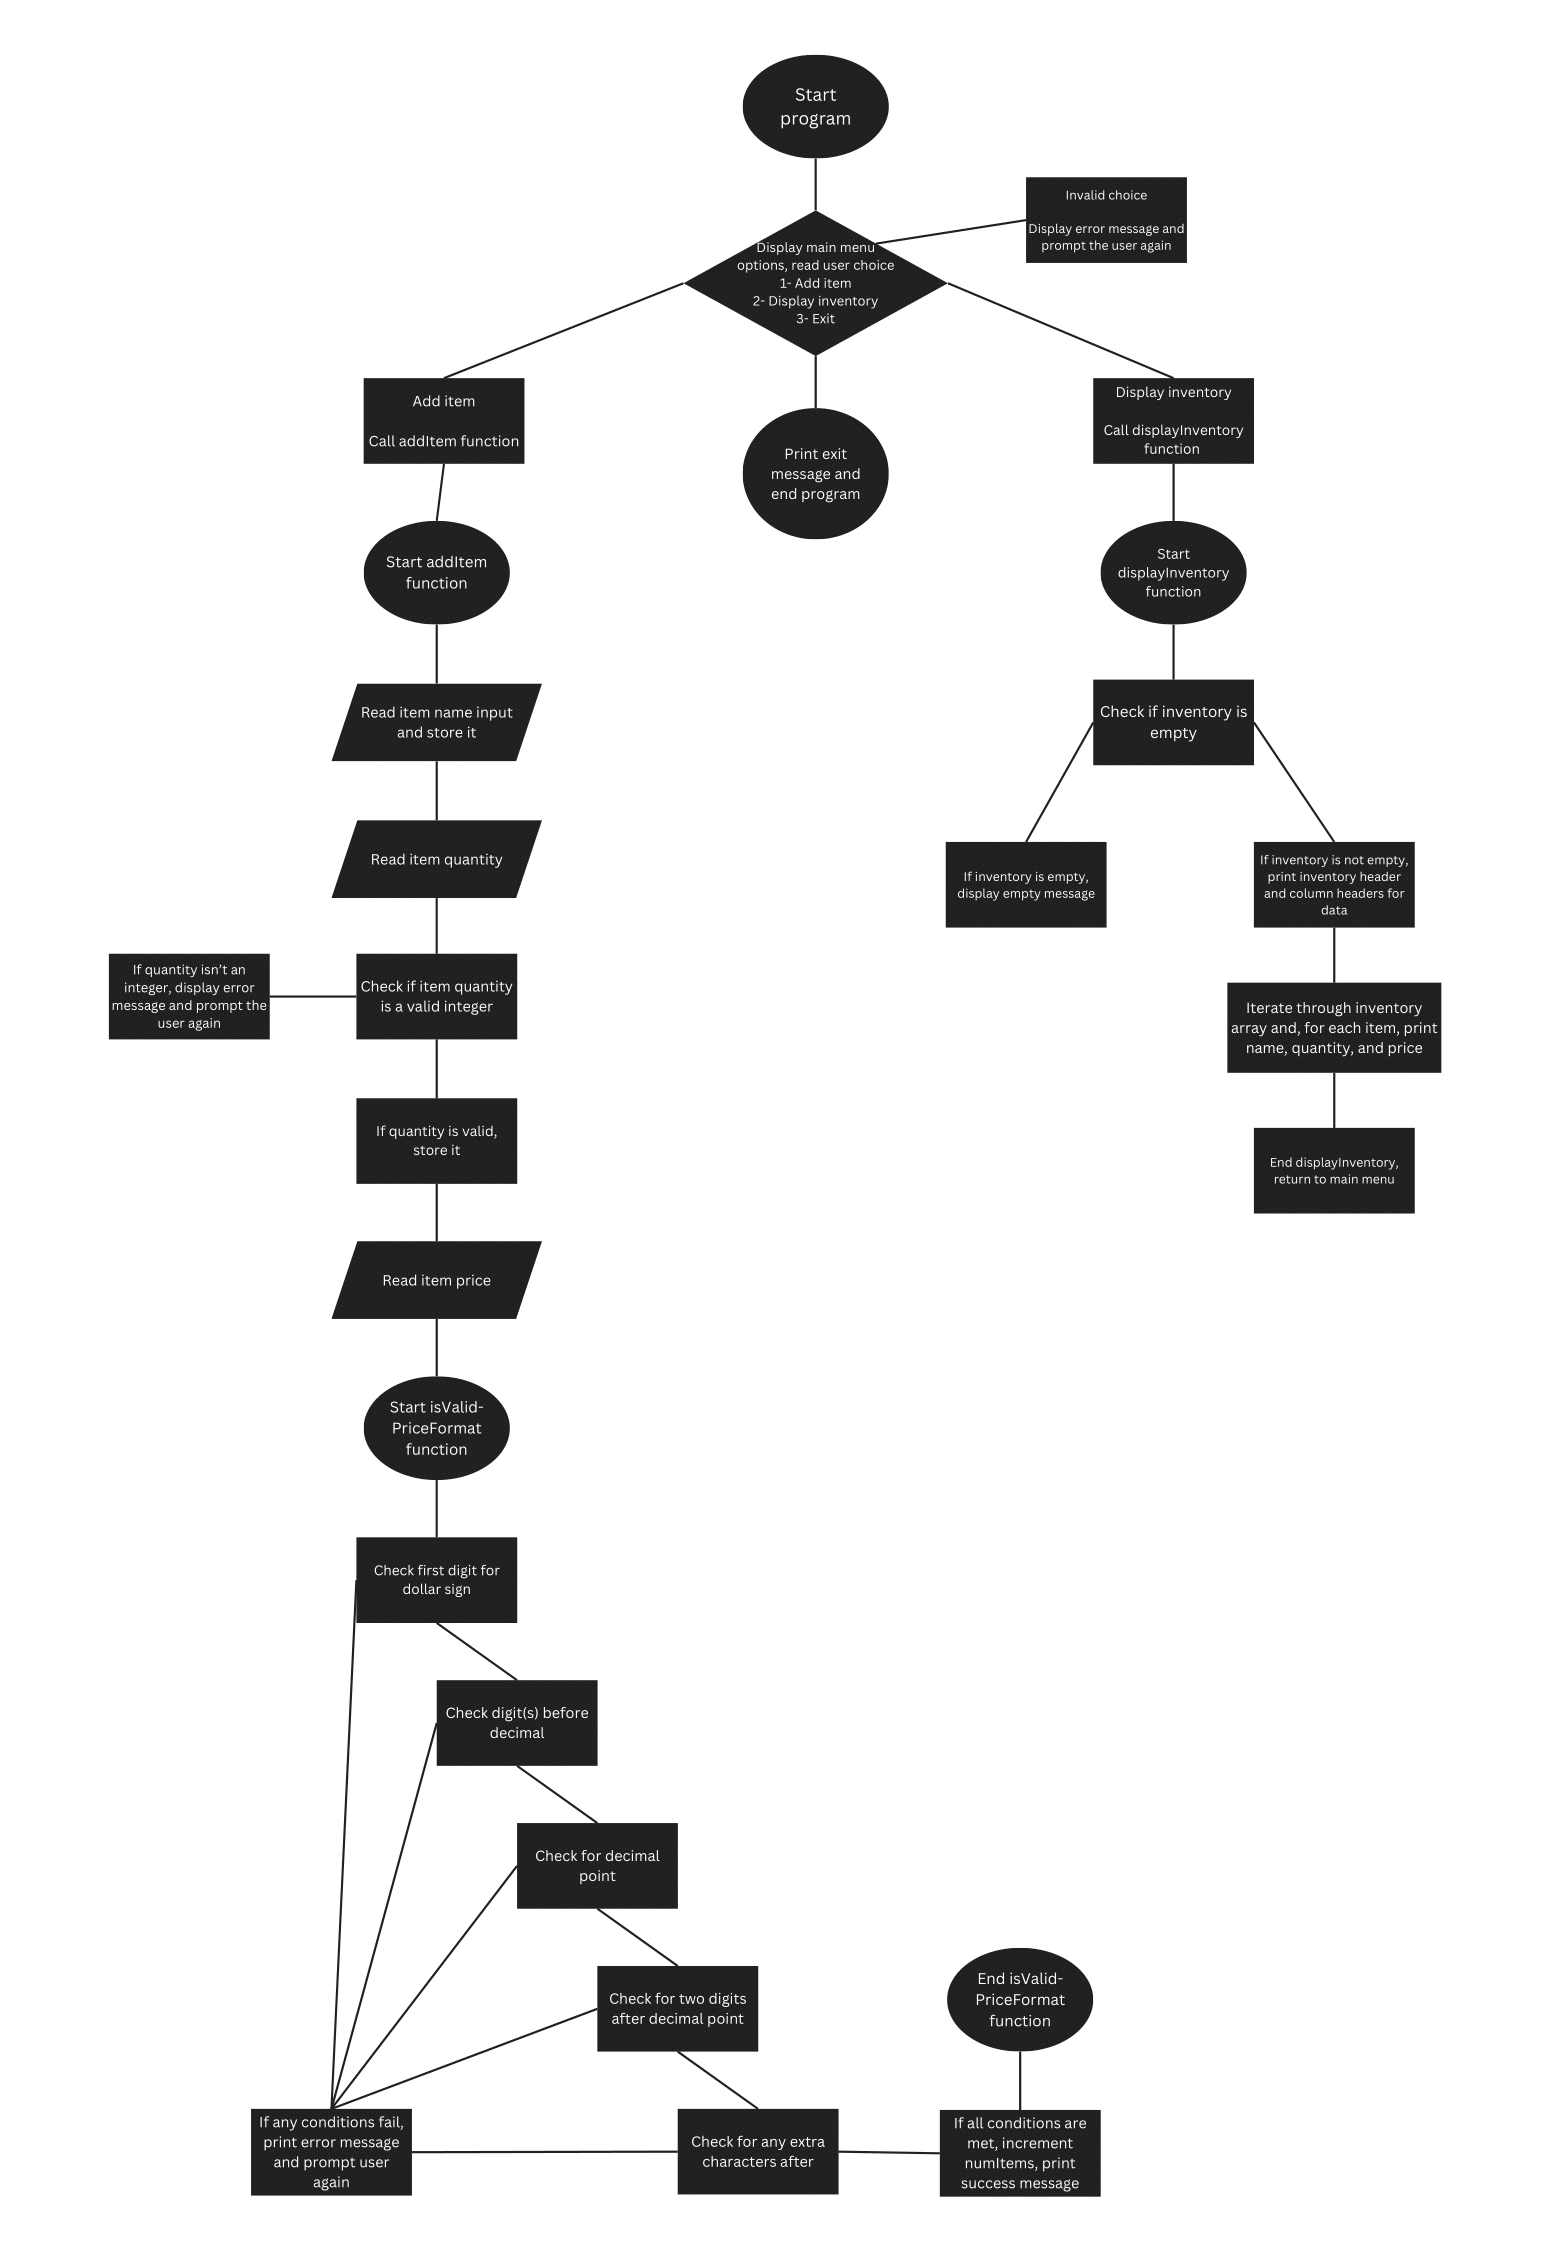 Start
program
Invalid choice
Display error message and
prompt the user again
Display main menu
options, read user choice
1- Add item
2- Display inventory
3- Exit
Add item
Call addItem function
Print exit
message and
end program
Display inventory
Call displayInventory
function
Start addItem
function
Start
displayInventory
function
Read item name input
and store it
Check if inventory is
empty
Read item quantity
If inventory is empty,
display empty message
If inventory is not empty,
print inventory header
and column headers for
data
If quantity isn’t an
integer, display error
message and prompt the
user again
Check if item quantity
is a valid integer
Iterate through inventory
array and, for each item, print
name, quantity, and price
If quantity is valid,
store it
End displayInventory,
return to main menu
Read item price
Start isValid-
PriceFormat
function
Check first digit for
dollar sign
Check digit(s) before
decimal
Check for decimal
point
Check for two digits
after decimal point
End isValid-
PriceFormat
function
If any conditions fail,
print error message
and prompt user
again
Check for any extra
characters after
If all conditions are
met, increment
numItems, print
success message